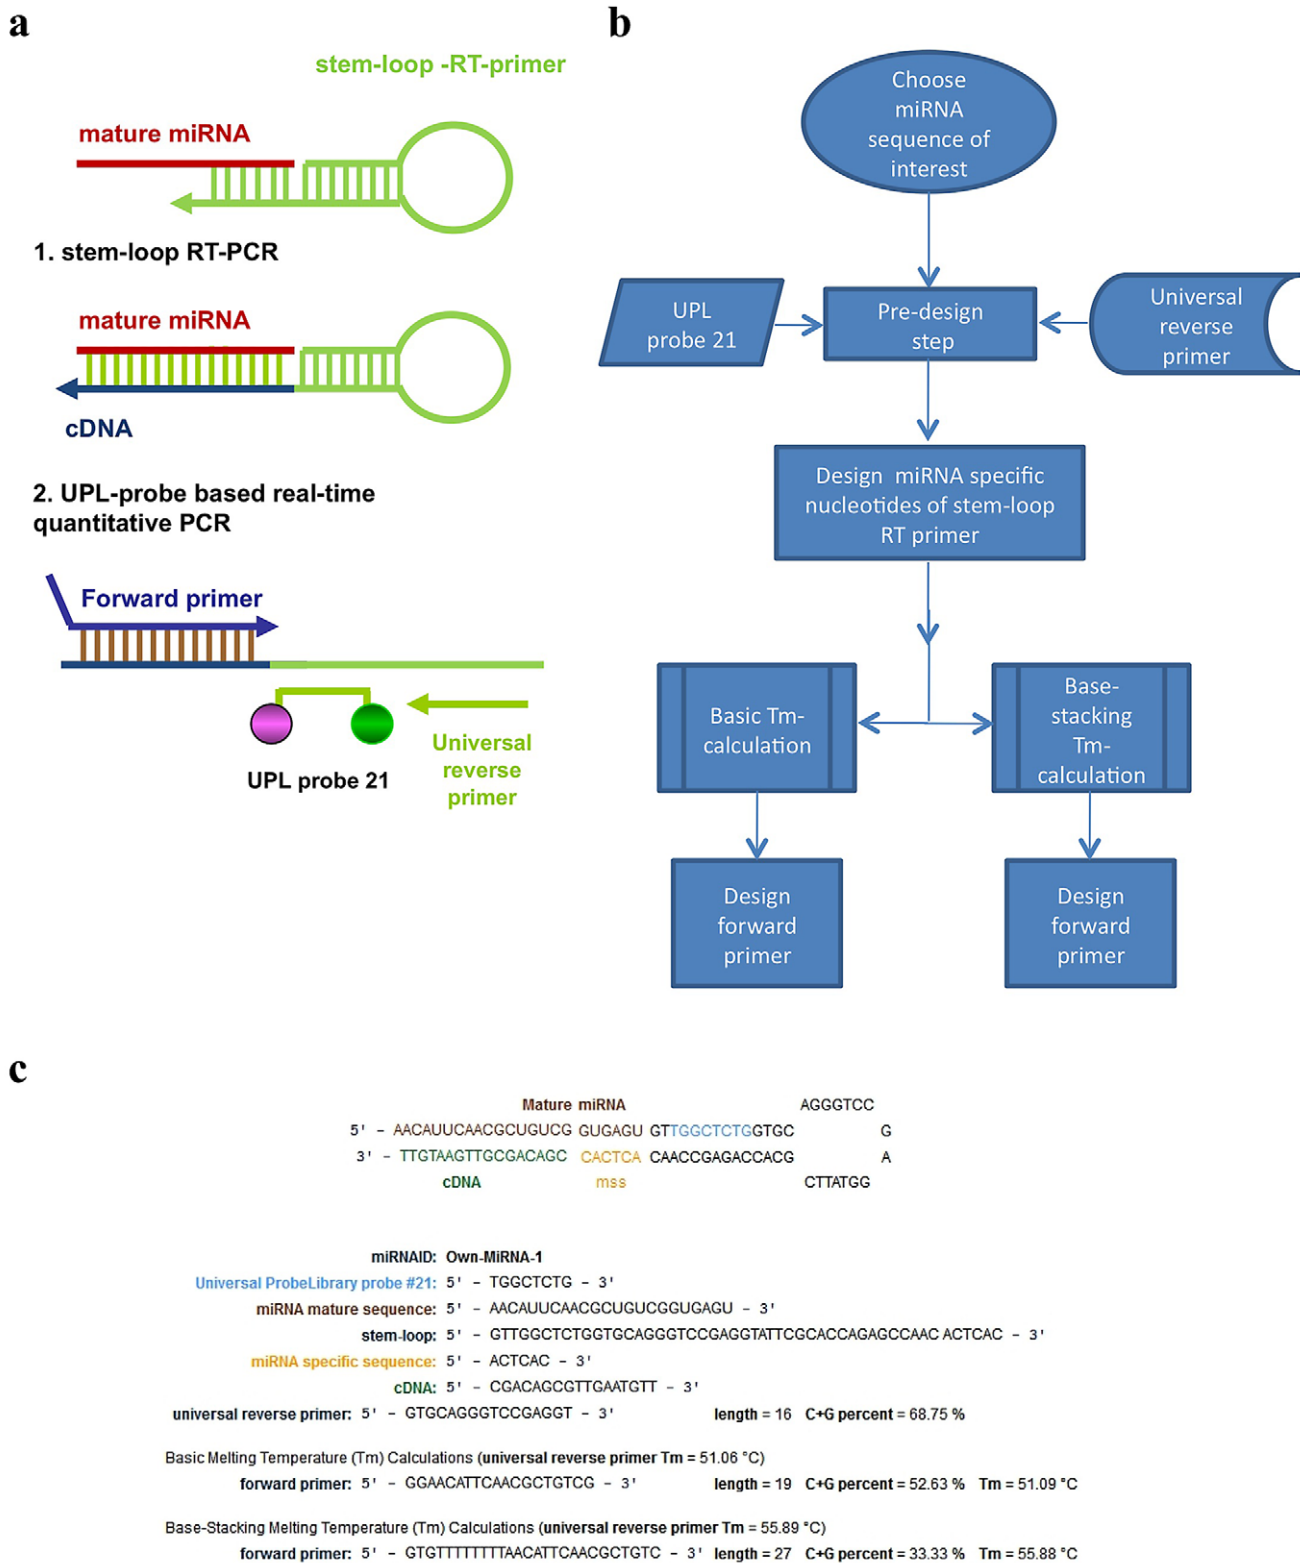 a
stem-loop -RT-primer
mature miRNA
1. stem-loop RT-PCR
mature miRNA
cDNA
2. UPL-probe based real-time
quantitative PCR
Forward primer
UPL probe 21
Universal
reverse
primer
b
Choose
miRNA
sequence of
interest
UPL
probe 21
Pre-design
step
Universal
reverse
primer
Design miRNA specific
nucleotides of stem-loop
RT primer
Basic Tm-
calculation
Base-
stacking
Tm-
calculation
Design
forward
primer
Design
forward
primer
c
Mature miRNA AGGGTCC
5' - AACAUUCAACGCUGUCG GUGAGU GTTGGCTCTGGTGC G
3' - TTGTAAGTTGCGACAGC CACTCA CAACCGAGACCACG A
cDNA mss CTTATGG
miRNAID: Own-MiRNA-1
Universal ProbeLibrary probe #21: 5' - TGGCTCTG - 3'
miRNA mature sequence: 5' - AACAUUCAACGCUGUCGGUGAGU - 3'
stem-loop: 5' - GTTGGCTCTGGTGCAGGGTCCGAGGTATTCGCACCAGAGCCAAC ACTCAC - 3'
miRNA specific sequence: 5' - ACTCAC - 3'
cDNA: 5' - CGACAGCGTTGAATGTT - 3'
universal reverse primer: 5' - GTGCAGGGTCCGAGGT - 3' length = 16 C+G percent = 68.75 %
Basic Melting Temperature (Tm) Calculations (universal reverse primer Tm = 51.06 °C)
forward primer: 5' - GGAACATTCAACGCTGTCG - 3' length = 19 C+G percent = 52.63 % Tm = 51.09 °C
Base-Stacking Melting Temperature (Tm) Calculations (universal reverse primer Tm = 55.89 °C)
forward primer: 5' - GTGTTTTTTTTAACATTCAACGCTGTC - 3' length = 27 C+G percent = 33.33 % Tm = 55.88 °C